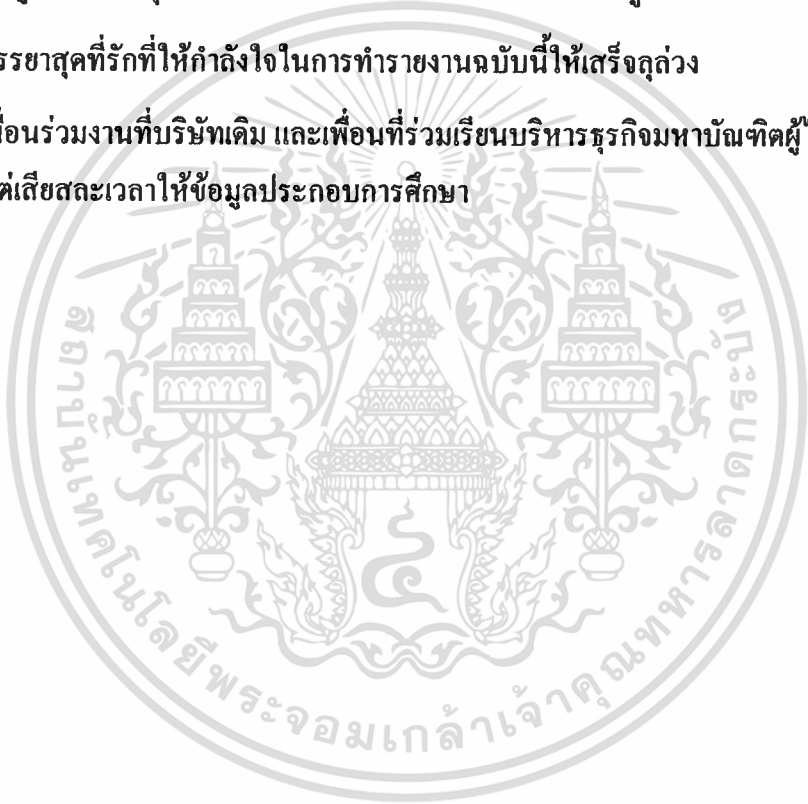 รรยาสุดที่รักที่ให้กำลังใจในการทำรายงานฉบับนี้ให้เสร็จลุล่วง
ื่อนร่วมงานที่บริษัทเดิม และเพื่อนที่ร่วมเรียนบริหารธุรกิจมหาบัณฑิตผู้
ต่เสียสละเวลาให้ข้อมูลประกอบการศึกษา
สถาบันเทคโนโลยีพระจอมเกล้าเจ้าคุณทหารลาดกระบัง